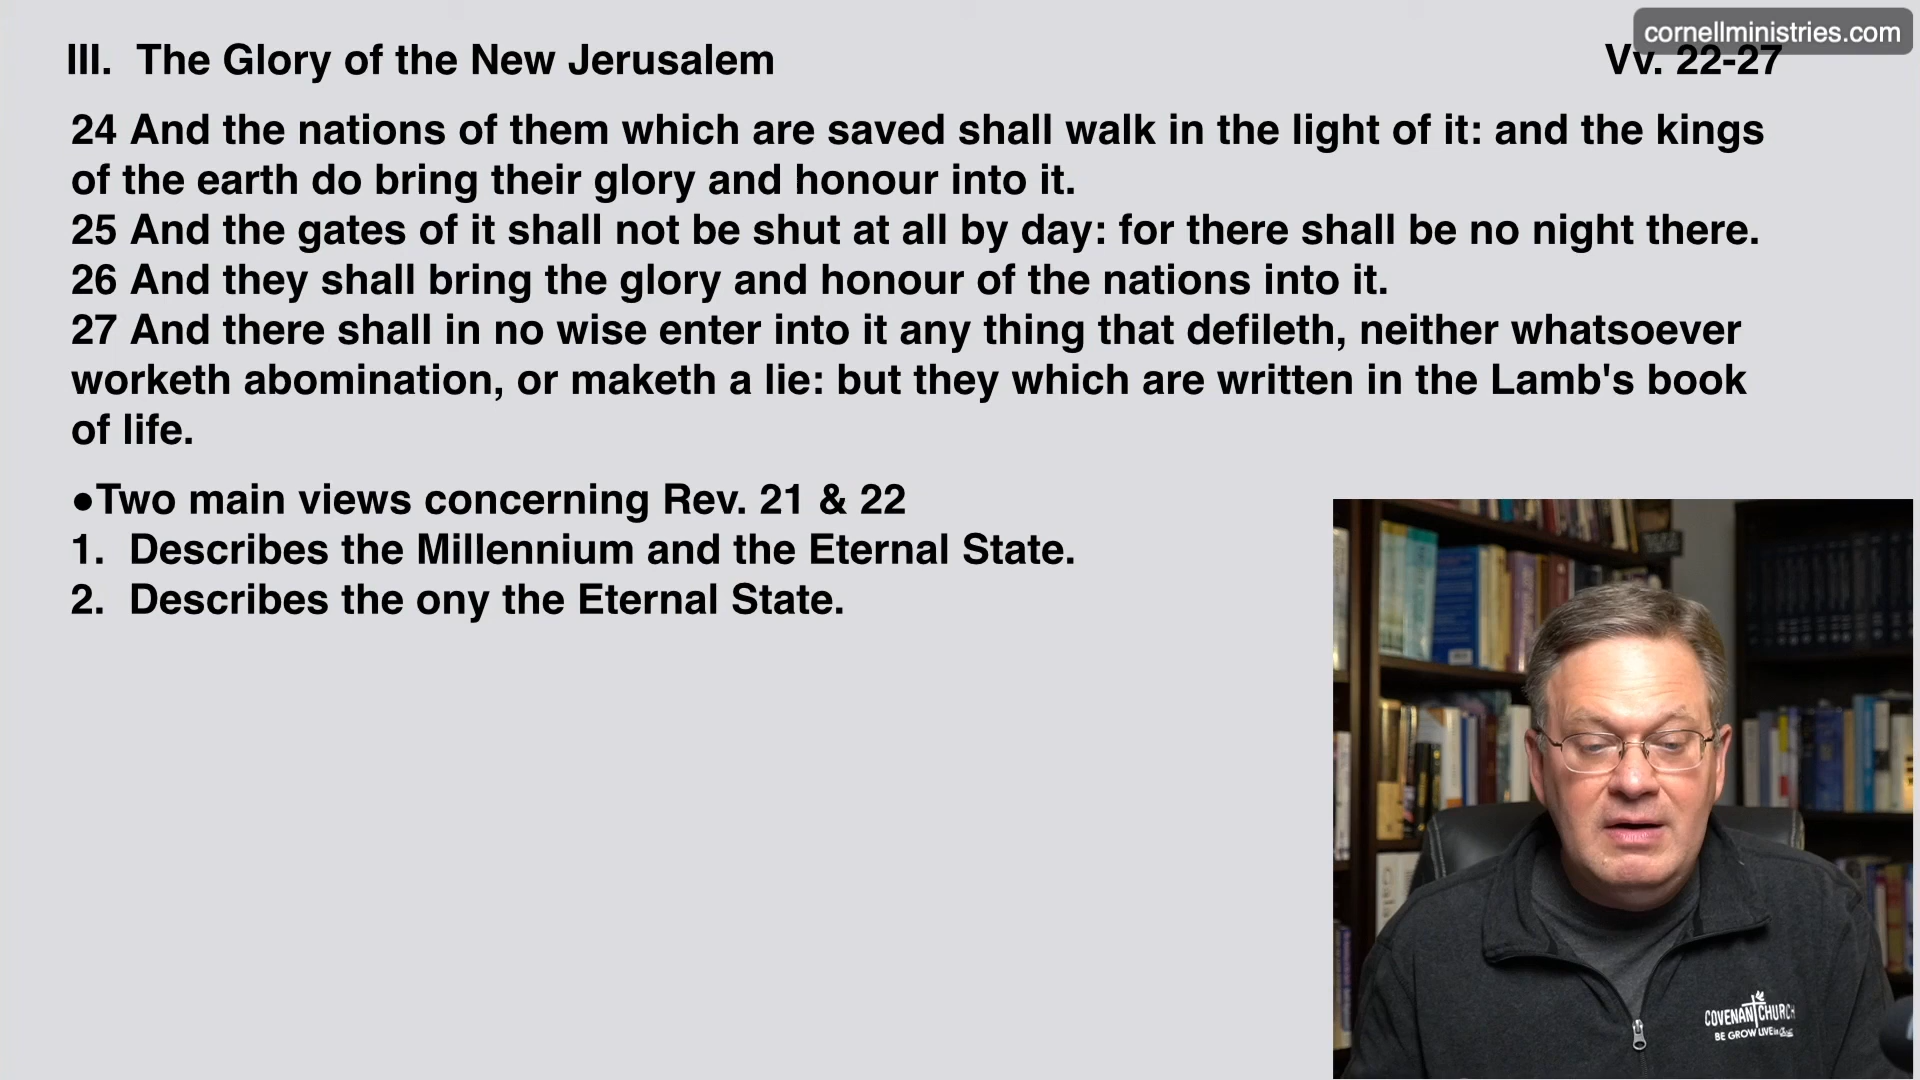 cornellministries.com
III. The Glory of the New Jerusalem Vv. 22-27
24 And the nations of them which are saved shall walk in the light of it: and the kings
of the earth do bring their glory and honour into it.
25 And the gates of it shall not be shut at all by day: for there shall be no night there.
26 And they shall bring the glory and honour of the nations into it.
27 And there shall in no wise enter into it any thing that defileth, neither whatsoever
worketh abomination, or maketh a lie: but they which are written in the Lamb's book
of life.
●Two main views concerning Rev. 21 & 22
1. Describes the Millennium and the Eternal State.
2. Describes the ony the Eternal State.
COVENANT CHURCH
BE GROW LIVE in Christ